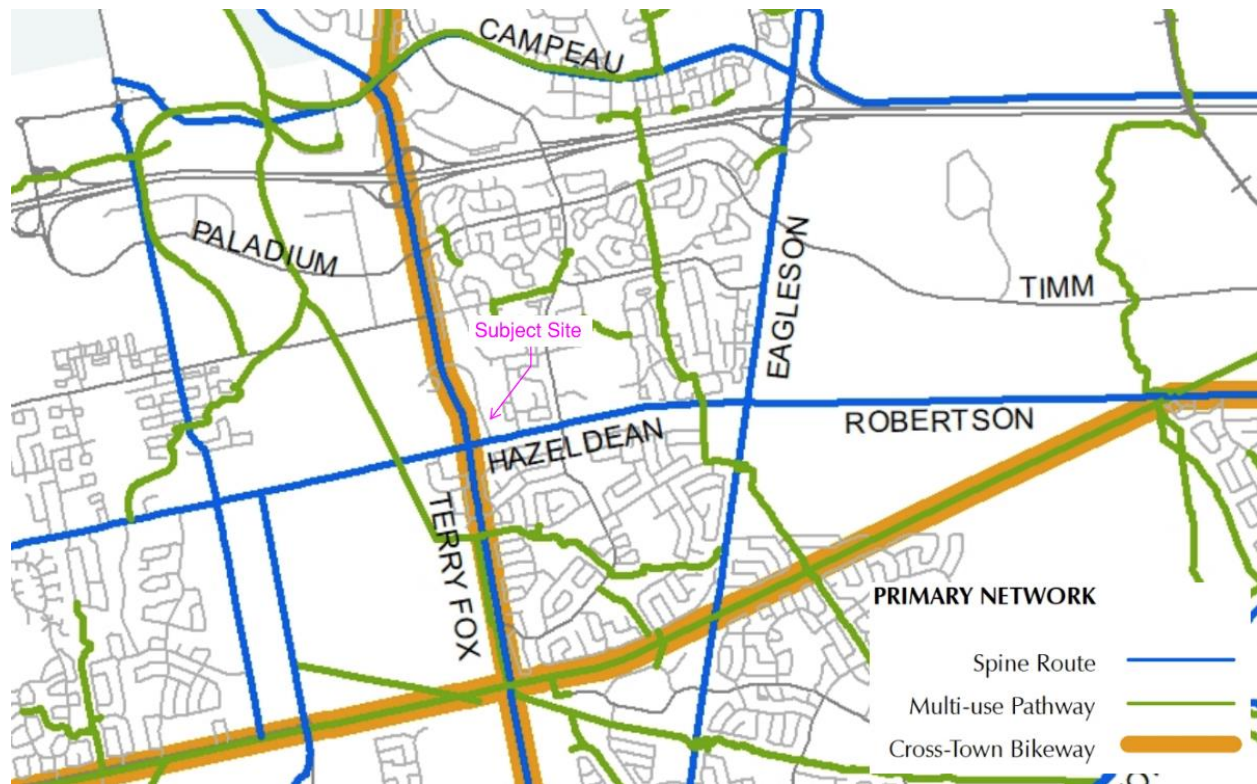 CAMPEAU
PALADIUM
TIMM
Subject Site
EAGLESON
ROBERTSON
HAZELDEAN
TERRY FOX
PRIMARY NETWORK
Spine Route
Multi-use Pathway
Cross-Town Bikeway